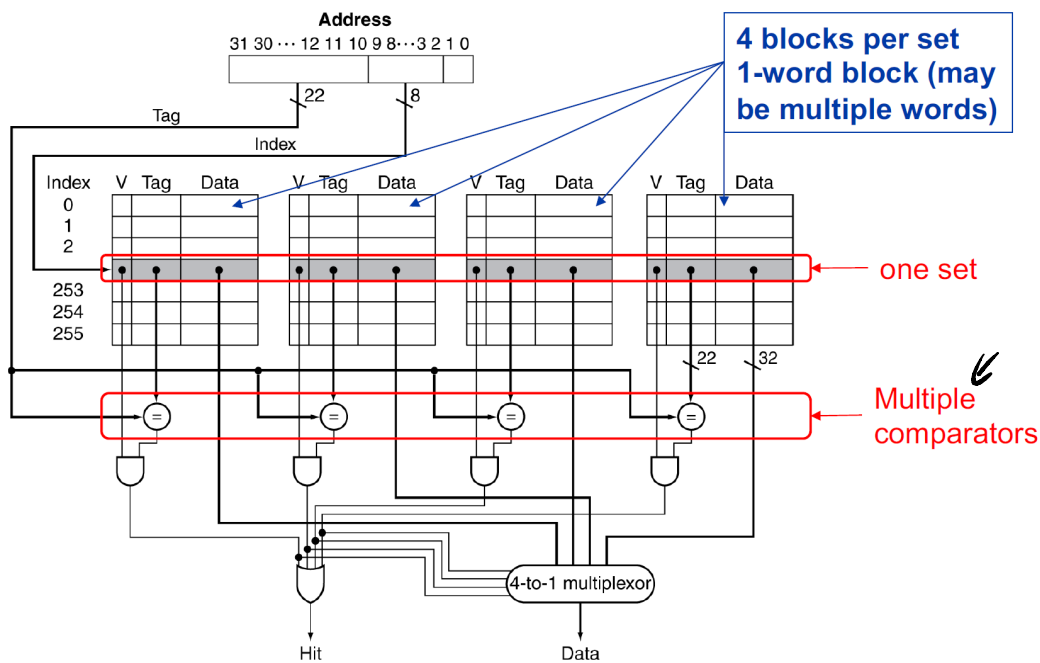 Address
31 30 ··· 12 11 10 9 8···3 2 1 0
4 blocks per set
1-word block (may
be multiple words)
22
8
Tag
Index
Index
V Tag Data
V Tag Data
V Tag Data
V Tag Data
0
1
2
one set
253
254
255
22
32
=
=
=
=
Multiple
comparators
4-to-1 multiplexor
Hit
Data